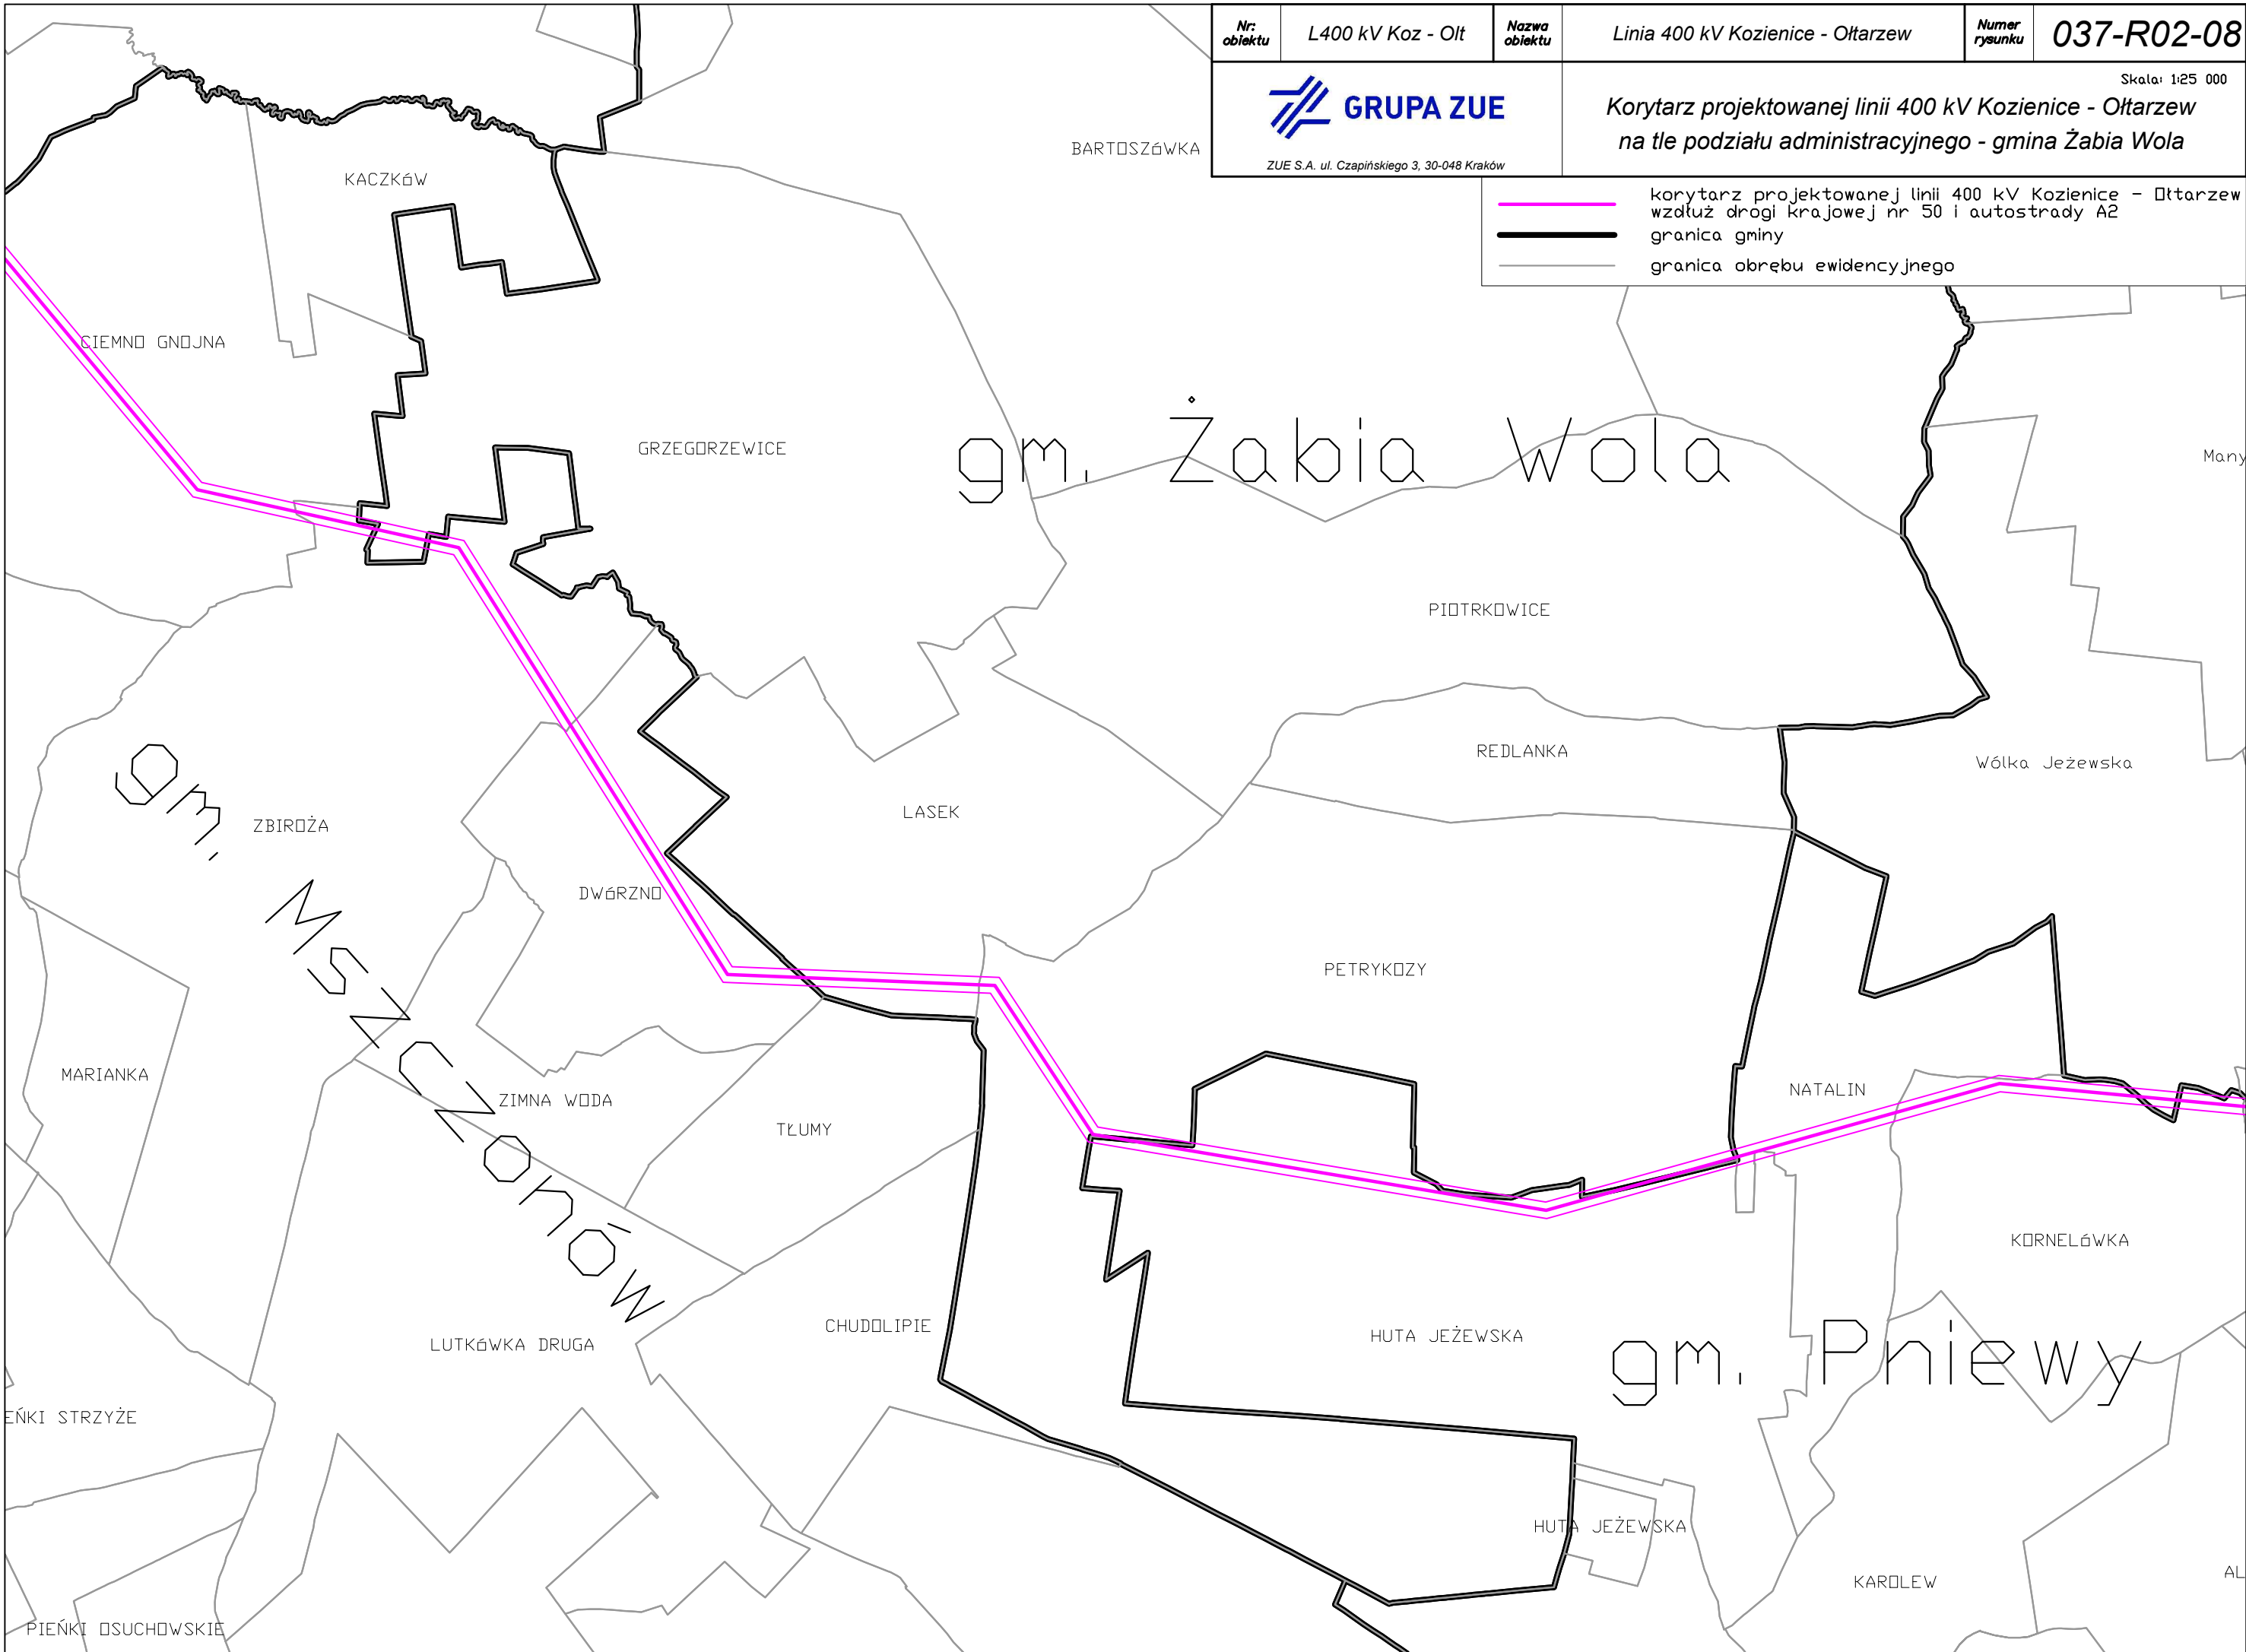 Nr: obiektu
L400 kV Koz - Olt
Nazwa obiektu
Linia 400 kV Kozienice - Ołtarzew
Numer rysunku
037-R02-08
GRUPA ZUE
ZUE S.A. ul. Czapińskiego 3, 30-048 Kraków
Skala: 1:25 000
Korytarz projektowanej linii 400 kV Kozienice - Ołtarzew
na tle podziału administracyjnego - gmina Żabia Wola
korytarz projektowanej linii 400 kV Kozienice - Ołtarzew
wzdłuż drogi krajowej nr 50 i autostrady A2
granica gminy
granica obrębu ewidencyjnego
BARTOSZóWKA
KACZKóW
CIEMNO GNOJNA
GRZEGORZEWICE
gm. Żabia Wola
Many
PIOTRKOWICE
REDLANKA
Wólka Jeżewska
LASEK
ZBIROŻA
DWóRZNO
gm. Mszczonów
PETRYKOZY
MARIANKA
ZIMNA WODA
NATALIN
TŁUMY
KORNELóWKA
CHUDOLIPIE
HUTA JEŻEWSKA
LUTKóWKA DRUGA
gm. Pniewy
EŃKI STRZYŻE
HUTA JEŻEWSKA
KAROLEW
AL
PIEŃKI OSUCHOWSKIE